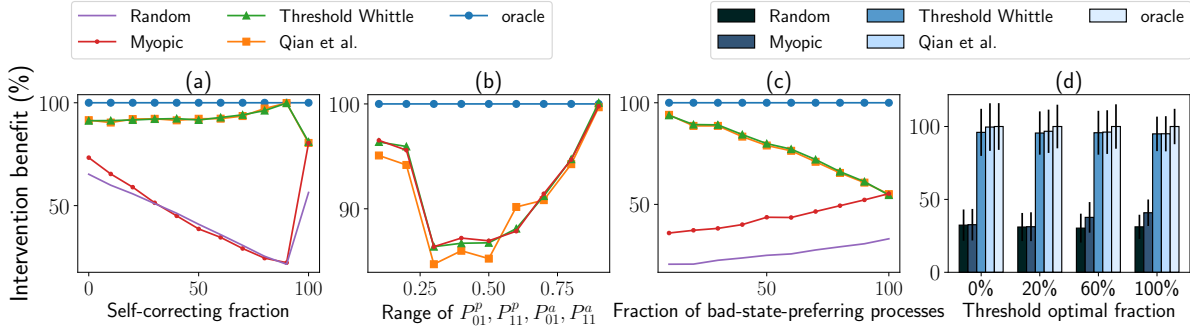 Random
Myopic
Threshold Whittle
Qian et al.
oracle
Random
Myopic
Threshold Whittle
Qian et al.
oracle
Intervention benefit (%)
(a)
100
50
0
50
100
Self-correcting fraction
(b)
100
90
0.25
0.50
0.75
Range of $P_{01}^p, P_{11}^p, P_{01}^a, P_{11}^a$
(c)
100
50
50
100
Fraction of bad-state-preferring processes
(d)
100
50
0
0%
20%
60%
100%
Threshold optimal fraction